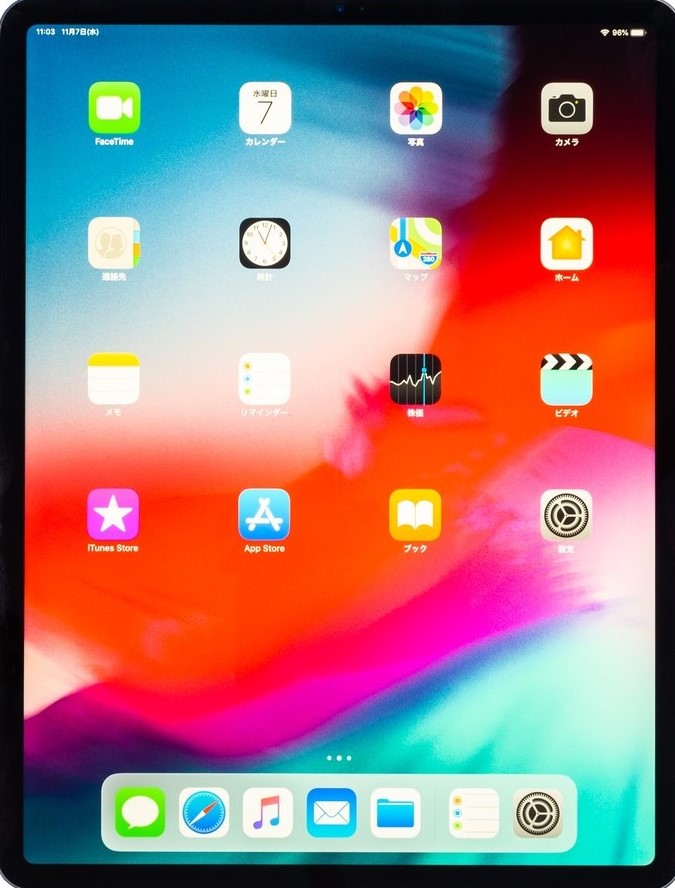 11:03 11月7日(水)
96%
FaceTime
水曜日
7
カレンダー
写真
カメラ
連絡先
時計
マップ
280
ホーム
メモ
リマインダー
株価
ビデオ
iTunes Store
App Store
ブック
設定